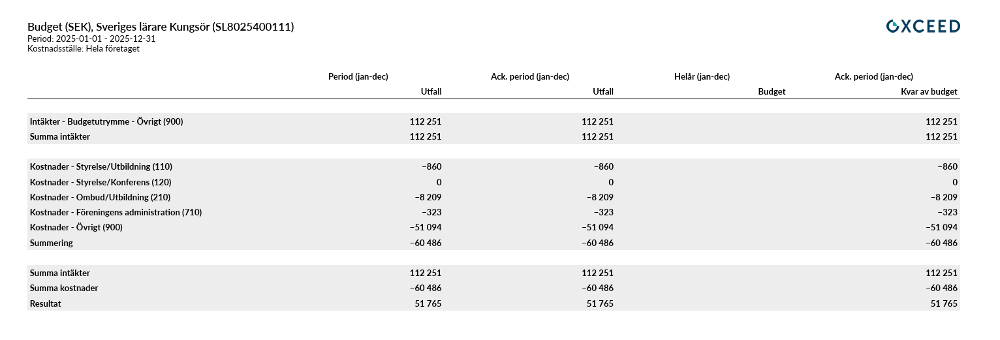 Budget (SEK), Sveriges lärare Kungsör (SL8025400111)
OXCEED
Period: 2025-01-01 - 2025-12-31
Kostnadsställe: Hela företaget
Period (jan-dec) Ack. period (jan-dec) Helår (jan-dec) Ack. period (jan-dec)
Utfall Utfall Budget Kvar av budget
Intäkter - Budgetutrymme - Övrigt (900) 112 251 112 251 112 251
Summa intäkter 112 251 112 251 112 251
Kostnader - Styrelse/Utbildning (110) −860 −860 −860
Kostnader - Styrelse/Konferens (120) 0 0 0
Kostnader - Ombud/Utbildning (210) −8 209 −8 209 −8 209
Kostnader - Föreningens administration (710) −323 −323 −323
Kostnader - Övrigt (900) −51 094 −51 094 −51 094
Summering −60 486 −60 486 −60 486
Summa intäkter 112 251 112 251 112 251
Summa kostnader −60 486 −60 486 −60 486
Resultat 51 765 51 765 51 765